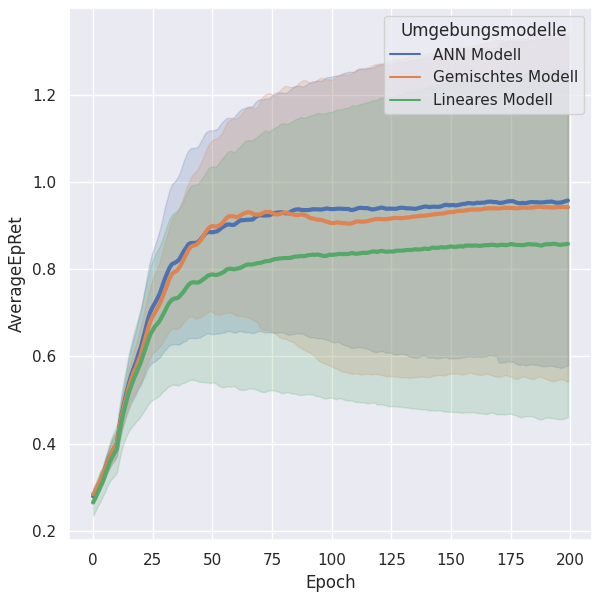 Umgebungsmodelle
ANN Modell
Gemischtes Modell
Lineares Modell
AverageEpRet
1.2
1.0
0.8
0.6
0.4
0.2
0 25 50 75 100 125 150 175 200
Epoch